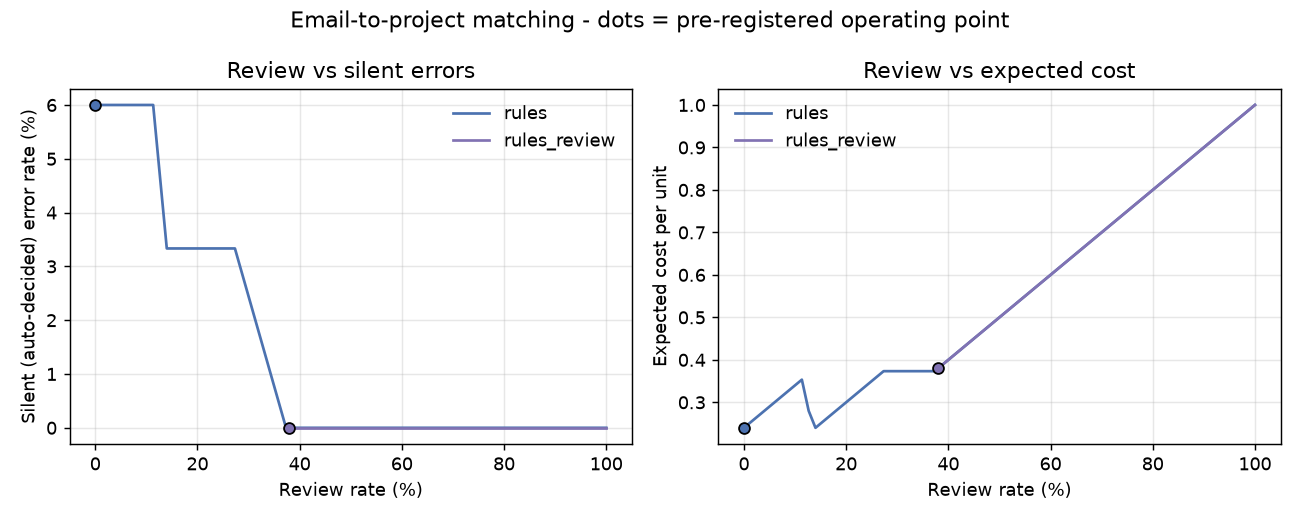 Email-to-project matching - dots = pre-registered operating point
Review vs silent errors
Silent (auto-decided) error rate (%)
6
5
4
3
2
1
0
rules
rules_review
0 20 40 60 80 100
Review rate (%)
Review vs expected cost
Expected cost per unit
1.0
0.9
0.8
0.7
0.6
0.5
0.4
0.3
rules
rules_review
0 20 40 60 80 100
Review rate (%)